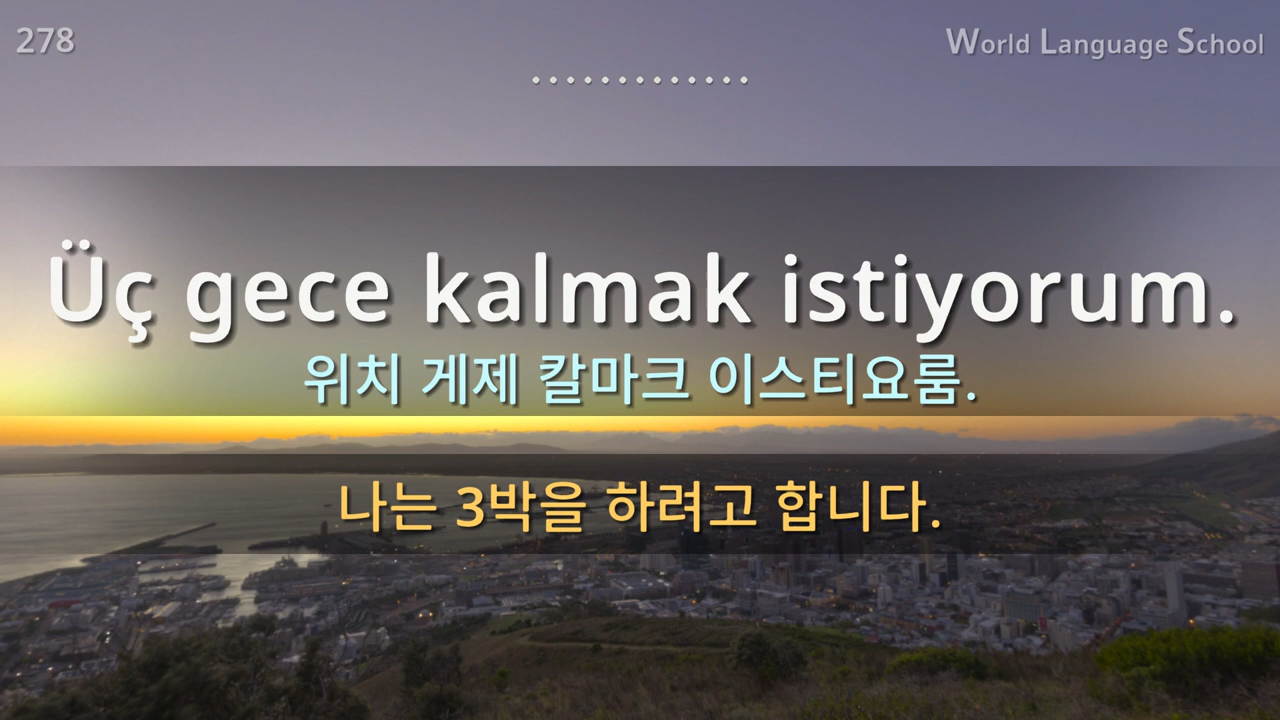 278
World Language School
Üç gece kalmak istiyorum.
위치 게제 칼마크 이스티요룸.
나는 3박을 하려고 합니다.